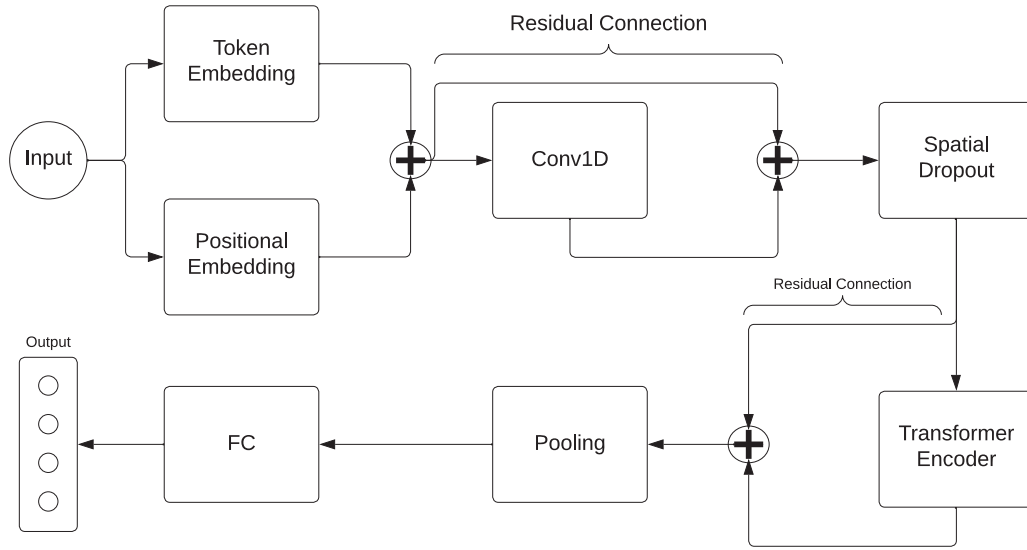 Residual Connection
Token
Embedding
Input
Conv1D
Spatial
Dropout
Positional
Embedding
Residual Connection
Output
FC
Pooling
Transformer
Encoder